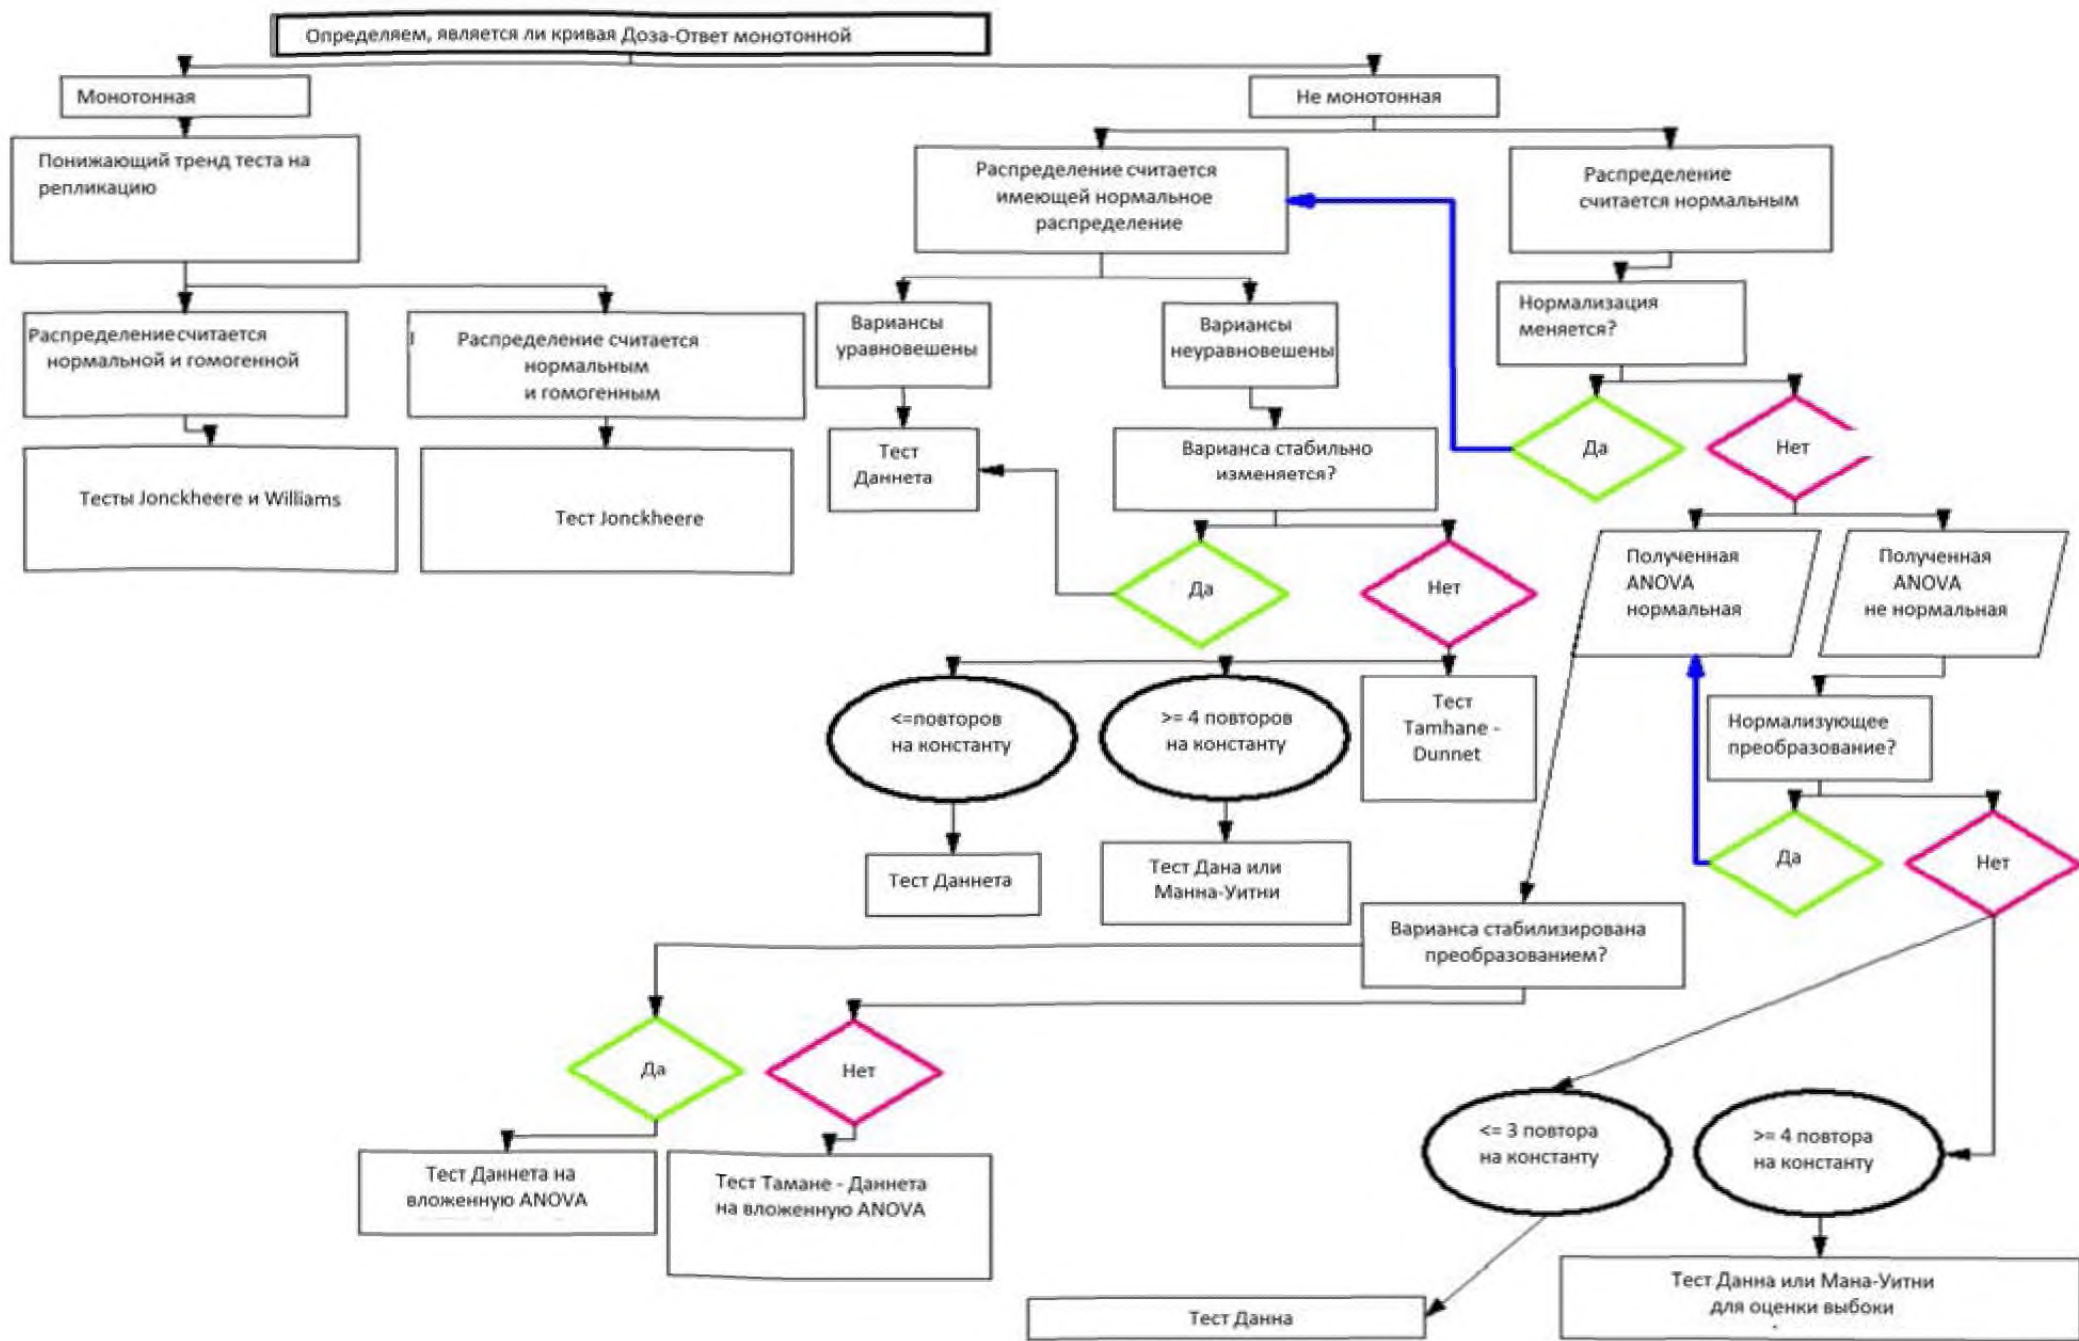 Определяем, является ли кривая Доза-Ответ монотонной
Монотонная
Не монотонная
Понижающий тренд теста на
репликацию
Распределение считается
имеющей нормальное
распределение
Распределение
считается нормальным
Распределение считается
нормальной и гомогенной
Распределение считается
нормальным
и гомогенным
Вариансы
уравновешены
Вариансы
неуравновешены
Нормализация
меняется?
Тесты Jonckheere и Williams
Тест Jonckheere
Тест
Даннета
Варианса стабильно
изменяется?
Да
Нет
Да
Нет
Полученная
ANOVA
нормальная
Полученная
ANOVA
не нормальная
<=повторов
на константу
>= 4 повторов
на константу
Тест
Tamhane -
Dunnet
Нормализующее
преобразование?
Тест Даннета
Тест Дана или
Манна-Уитни
Да
Нет
Варианса стабилизирована
преобразованием?
Да
Нет
Тест Даннета на
вложенную ANOVA
Тест Тамане - Даннета
на вложенную ANOVA
<= 3 повтора
на константу
>= 4 повтора
на константу
Тест Данна
Тест Данна или Мана-Уитни
для оценки выбоки